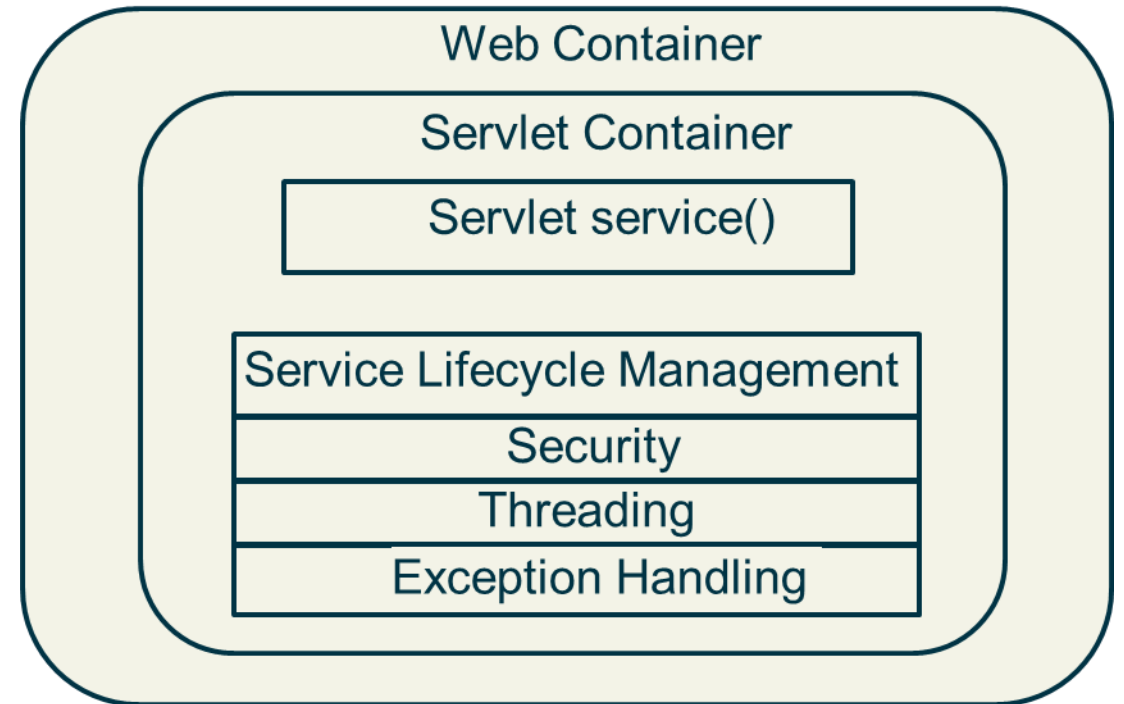 Web Container
Servlet Container
Servlet service()
Service Lifecycle Management
Security
Threading
Exception Handling